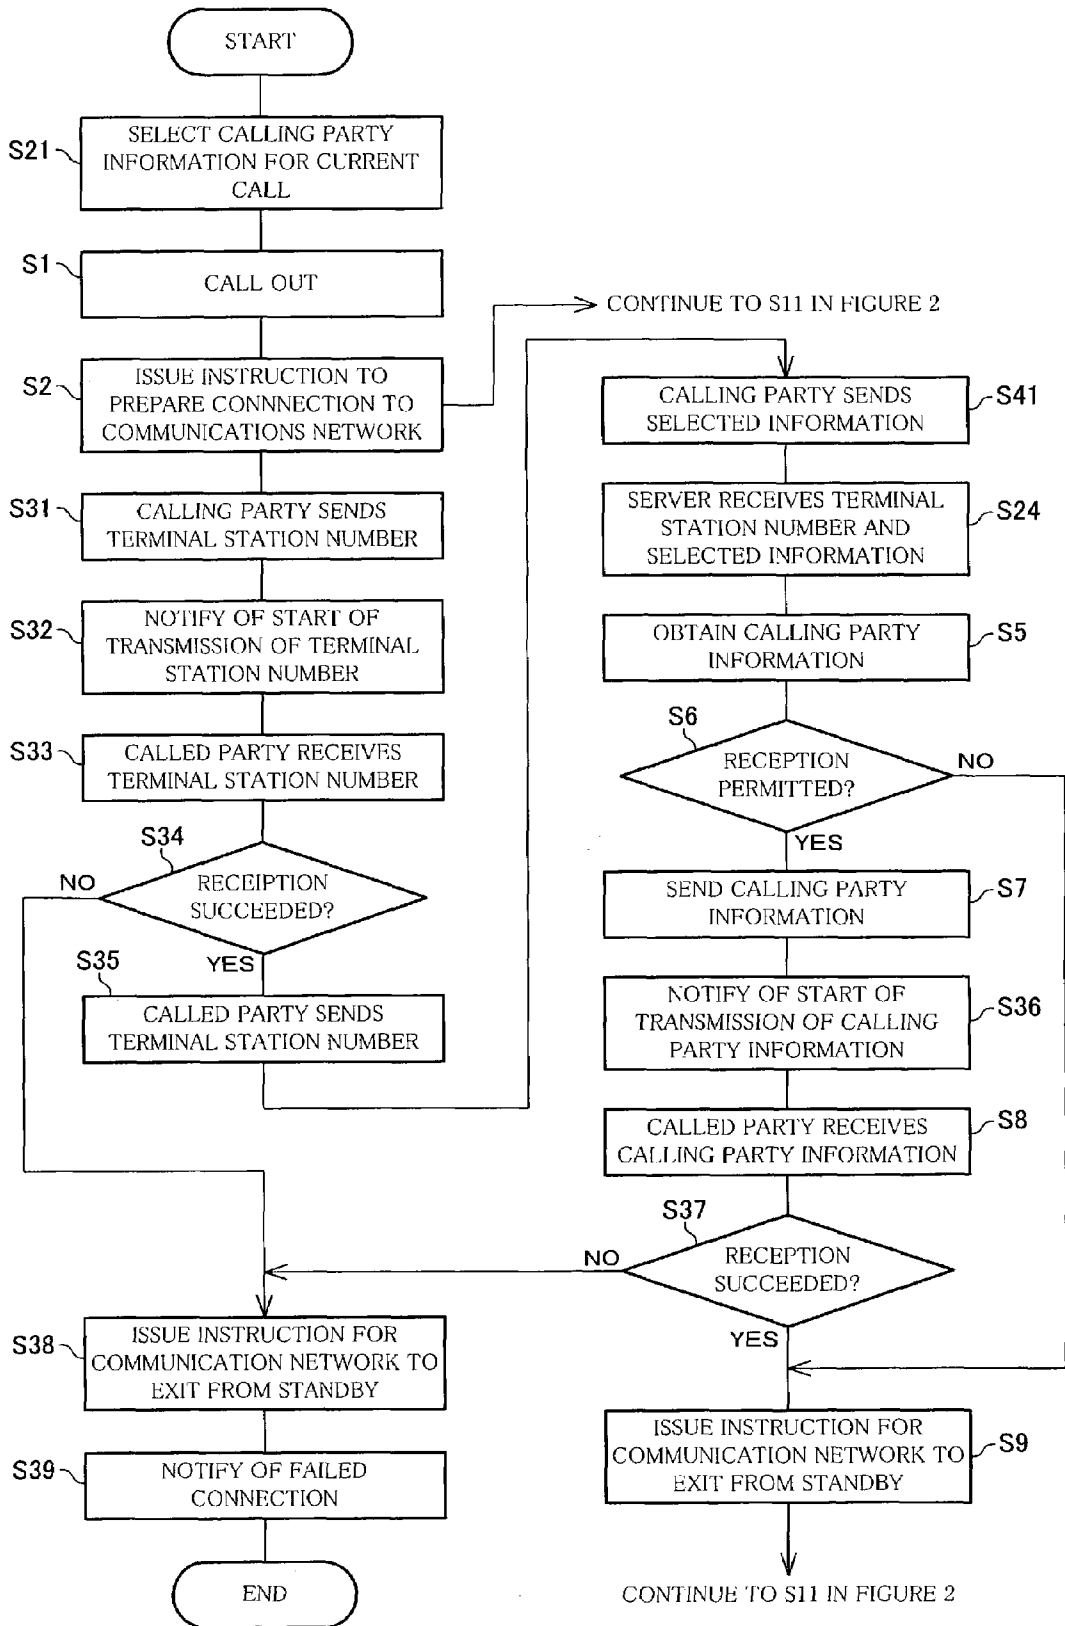 START
S21
SELECT CALLING PARTY
INFORMATION FOR CURRENT
CALL
S1
CALL OUT
CONTINUE TO S11 IN FIGURE 2
S2
ISSUE INSTRUCTION TO
PREPARE CONNNECTION TO
COMMUNICATIONS NETWORK
S31
CALLING PARTY SENDS
TERMINAL STATION NUMBER
S32
NOTIFY OF START OF
TRANSMISSION OF TERMINAL
STATION NUMBER
S33
CALLED PARTY RECEIVES
TERMINAL STATION NUMBER
S34
NO
RECEIPTION
SUCCEEDED?
YES
S35
CALLED PARTY SENDS
TERMINAL STATION NUMBER
CALLING PARTY SENDS
SELECTED INFORMATION
S41
SERVER RECEIVES TERMINAL
STATION NUMBER AND
SELECTED INFORMATION
S24
OBTAIN CALLING PARTY
INFORMATION
S5
S6
RECEPTION
PERMITTED?
NO
YES
SEND CALLING PARTY
INFORMATION
S7
NOTIFY OF START OF
TRANSMISSION OF CALLING
PARTY INFORMATION
S36
CALLED PARTY RECEIVES
CALLING PARTY INFORMATION
S8
S37
NO
RECEPTION
SUCCEEDED?
YES
S38
ISSUE INSTRUCTION FOR
COMMUNICATION NETWORK TO
EXIT FROM STANDBY
S39
NOTIFY OF FAILED
CONNECTION
END
ISSUE INSTRUCTION FOR
COMMUNICATION NETWORK TO
EXIT FROM STANDBY
S9
CONTINUE TO S11 IN FIGURE 2